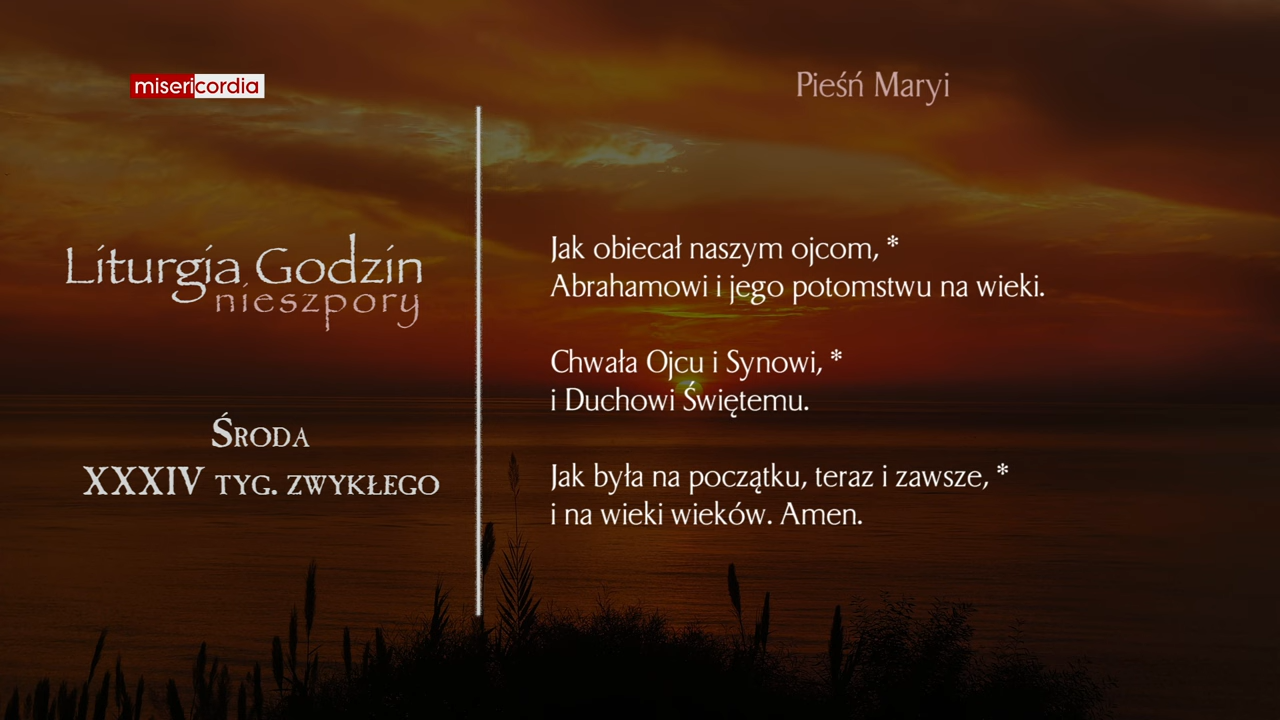 misericordia
Liturgia Godzin
nieszpory
Środa
XXXIV tyg. zwykłego
Pieśń Maryi
Jak obiecał naszym ojcom, *
Abrahamowi i jego potomstwu na wieki.
Chwała Ojcu i Synowi, *
i Duchowi Świętemu.
Jak była na początku, teraz i zawsze, *
i na wieki wieków. Amen.